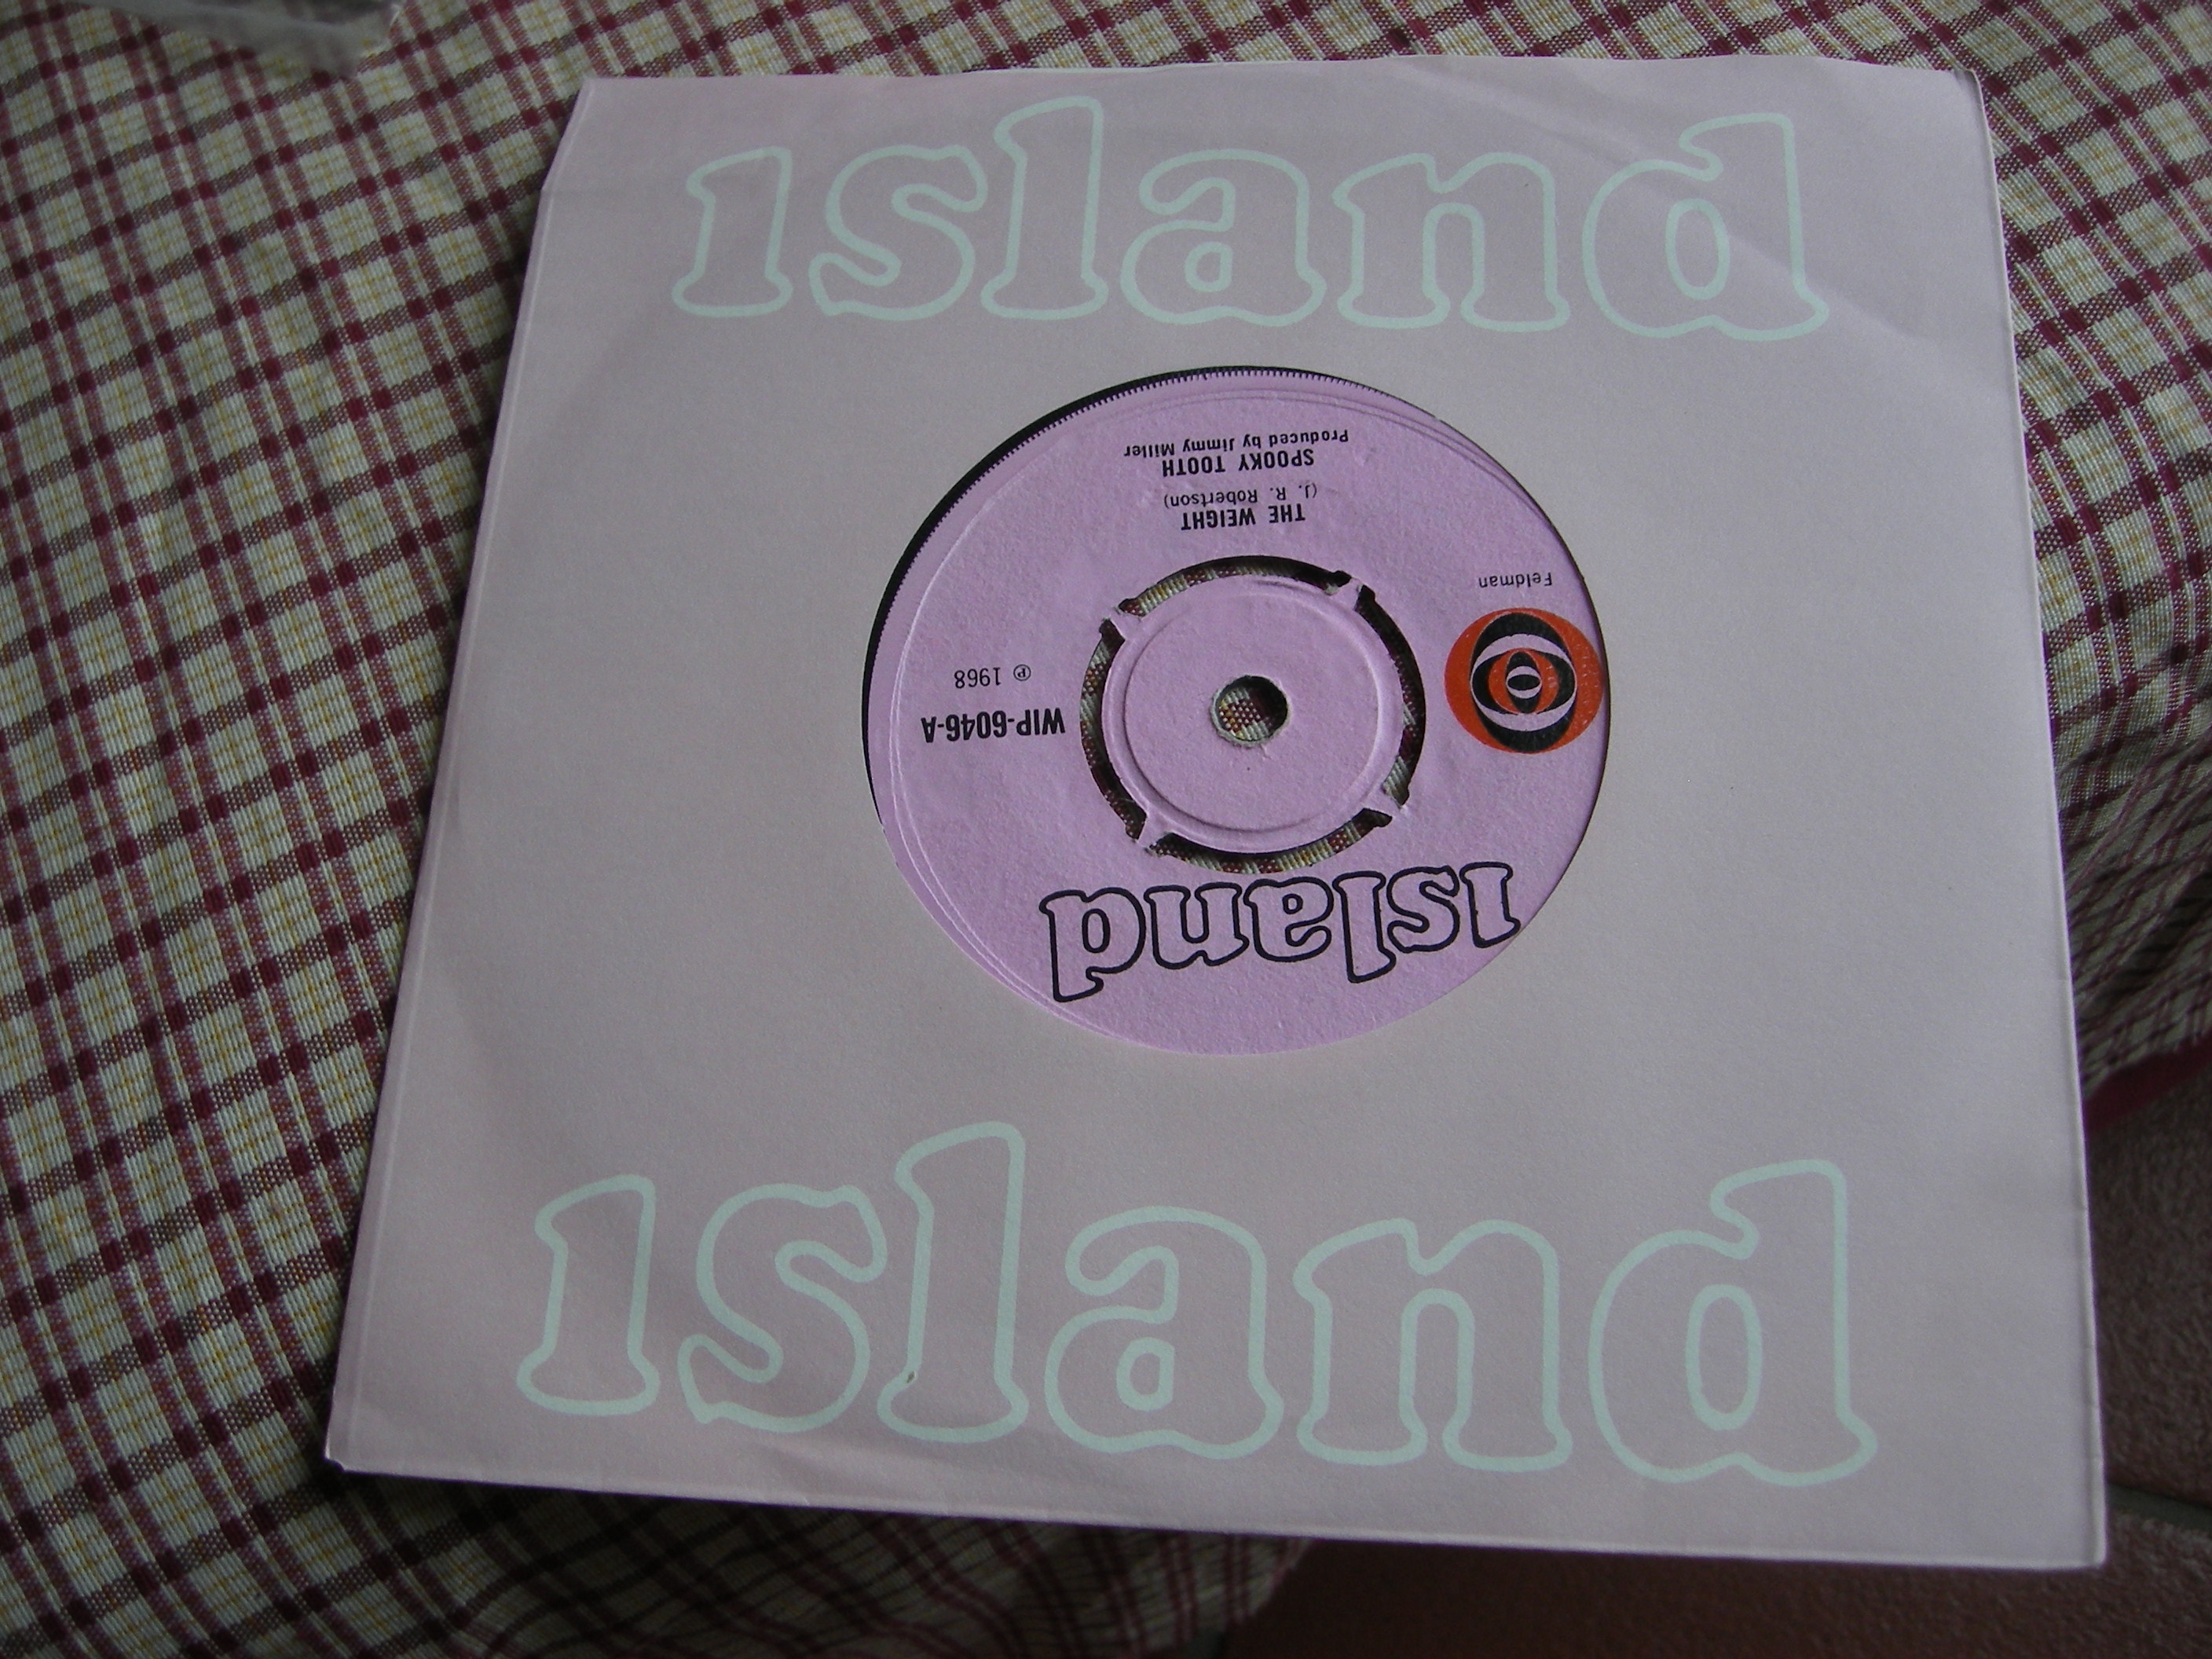 island
island
Feldman
WIP-6046-A
℗ 1968
THE WEIGHT
(J. R. Robertson)
SPOOKY TOOTH
Produced by Jimmy Miller
island